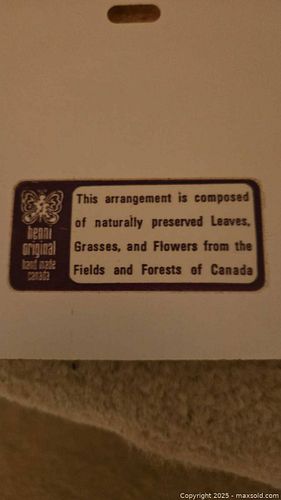 This arrangement is composed
of naturally preserved Leaves,
Grasses, and Flowers from the
Fields and Forests of Canada
henni
original
hand made
canada
Copyright © 2025 - maxsold.com